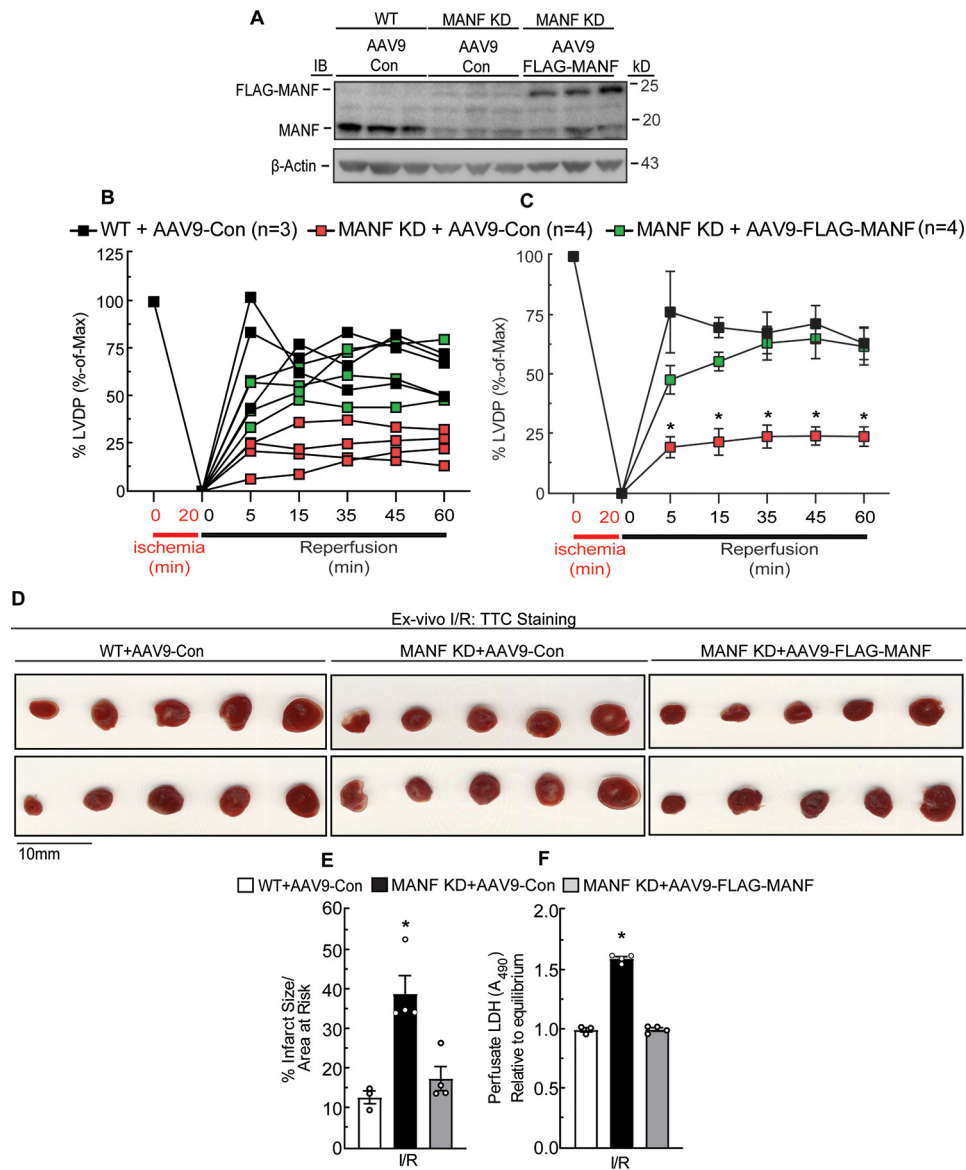 A
WT MANF KD MANF KD
AAV9 AAV9 AAV9
IB Con Con FLAG-MANF kD
FLAG-MANF 25
20
MANF
β-Actin 43
B C
WT + AAV9-Con (n=3) MANF KD + AAV9-Con (n=4) MANF KD + AAV9-FLAG-MANF (n=4)
% LVDP (%-of-Max)
125
100
75
50
25
0
0 20 0 5 15 35 45 60
ischemia Reperfusion
(min) (min)
% LVDP (%-of-Max)
100
75
50
25
0
* * * * *
0 20 0 5 15 35 45 60
ischemia Reperfusion
(min) (min)
D
Ex-vivo I/R: TTC Staining
WT+AAV9-Con MANF KD+AAV9-Con MANF KD+AAV9-FLAG-MANF
10mm
E F
WT+AAV9-Con MANF KD+AAV9-Con MANF KD+AAV9-FLAG-MANF
% Infarct Size/
Area at Risk
60
50
40
30
20
10
0
*
I/R
Perfusate LDH (A490)
Relative to equilibrium
2.0
1.5
1.0
0.5
0.0
*
I/R